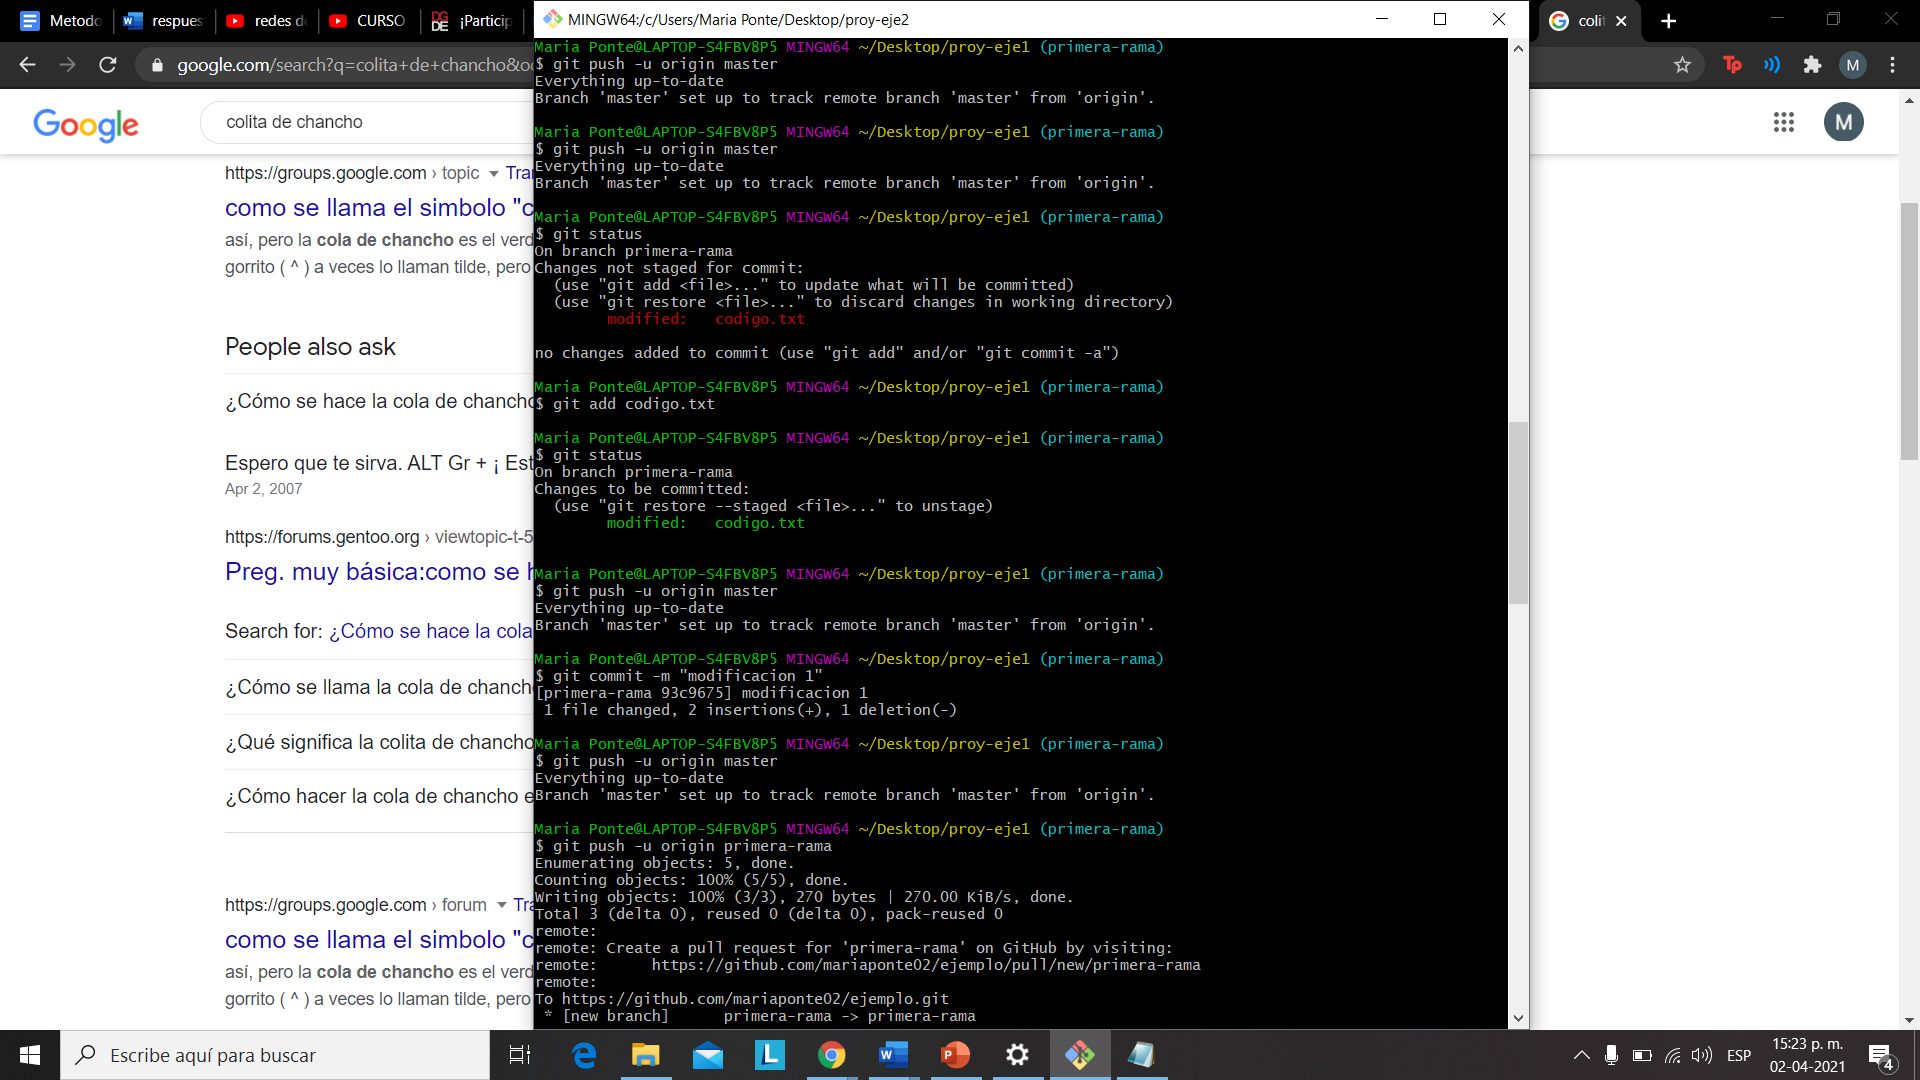 Metodo
respues
redes d
CURSO
¡Particip
MINGW64:/c/Users/Maria Ponte/Desktop/proy-eje2
coli
google.com/search?q=colita+de+chancho&o
M
Google
colita de chancho
M
https://groups.google.com › topic Tra
como se llama el simbolo "c
así, pero la cola de chancho es el verd
gorrito ( ^ ) a veces lo llaman tilde, pero
People also ask
¿Cómo se hace la cola de chancho
Espero que te sirva. ALT Gr + ¡ Est
Apr 2, 2007
https://forums.gentoo.org › viewtopic-t-5
Preg. muy básica:como se h
Search for: ¿Cómo se hace la cola
¿Cómo se llama la cola de chanch
¿Qué significa la colita de chancho
¿Cómo hacer la cola de chancho e
https://groups.google.com › forum Tra
como se llama el simbolo "c
así, pero la cola de chancho es el verd
gorrito ( ^ ) a veces lo llaman tilde, pero
Maria Ponte@LAPTOP-S4FBV8P5 MINGW64 ~/Desktop/proy-eje1 (primera-rama)
$ git push -u origin master
Everything up-to-date
Branch 'master' set up to track remote branch 'master' from 'origin'.
Maria Ponte@LAPTOP-S4FBV8P5 MINGW64 ~/Desktop/proy-eje1 (primera-rama)
$ git push -u origin master
Everything up-to-date
Branch 'master' set up to track remote branch 'master' from 'origin'.
Maria Ponte@LAPTOP-S4FBV8P5 MINGW64 ~/Desktop/proy-eje1 (primera-rama)
$ git status
On branch primera-rama
Changes not staged for commit:
(use "git add <file>..." to update what will be committed)
(use "git restore <file>..." to discard changes in working directory)
modified: codigo.txt
no changes added to commit (use "git add" and/or "git commit -a")
Maria Ponte@LAPTOP-S4FBV8P5 MINGW64 ~/Desktop/proy-eje1 (primera-rama)
$ git add codigo.txt
Maria Ponte@LAPTOP-S4FBV8P5 MINGW64 ~/Desktop/proy-eje1 (primera-rama)
$ git status
On branch primera-rama
Changes to be committed:
(use "git restore --staged <file>..." to unstage)
modified: codigo.txt
Maria Ponte@LAPTOP-S4FBV8P5 MINGW64 ~/Desktop/proy-eje1 (primera-rama)
$ git push -u origin master
Everything up-to-date
Branch 'master' set up to track remote branch 'master' from 'origin'.
Maria Ponte@LAPTOP-S4FBV8P5 MINGW64 ~/Desktop/proy-eje1 (primera-rama)
$ git commit -m "modificacion 1"
[primera-rama 93c9675] modificacion 1
1 file changed, 2 insertions(+), 1 deletion(-)
Maria Ponte@LAPTOP-S4FBV8P5 MINGW64 ~/Desktop/proy-eje1 (primera-rama)
$ git push -u origin master
Everything up-to-date
Branch 'master' set up to track remote branch 'master' from 'origin'.
Maria Ponte@LAPTOP-S4FBV8P5 MINGW64 ~/Desktop/proy-eje1 (primera-rama)
$ git push -u origin primera-rama
Enumerating objects: 5, done.
Counting objects: 100% (5/5), done.
Writing objects: 100% (3/3), 270 bytes | 270.00 KiB/s, done.
Total 3 (delta 0), reused 0 (delta 0), pack-reused 0
remote:
remote: Create a pull request for 'primera-rama' on GitHub by visiting:
remote: https://github.com/mariaponte02/ejemplo/pull/new/primera-rama
remote:
To https://github.com/mariaponte02/ejemplo.git
* [new branch] primera-rama -> primera-rama
Escribe aquí para buscar
ESP
15:23 p. m.
02-04-2021
4